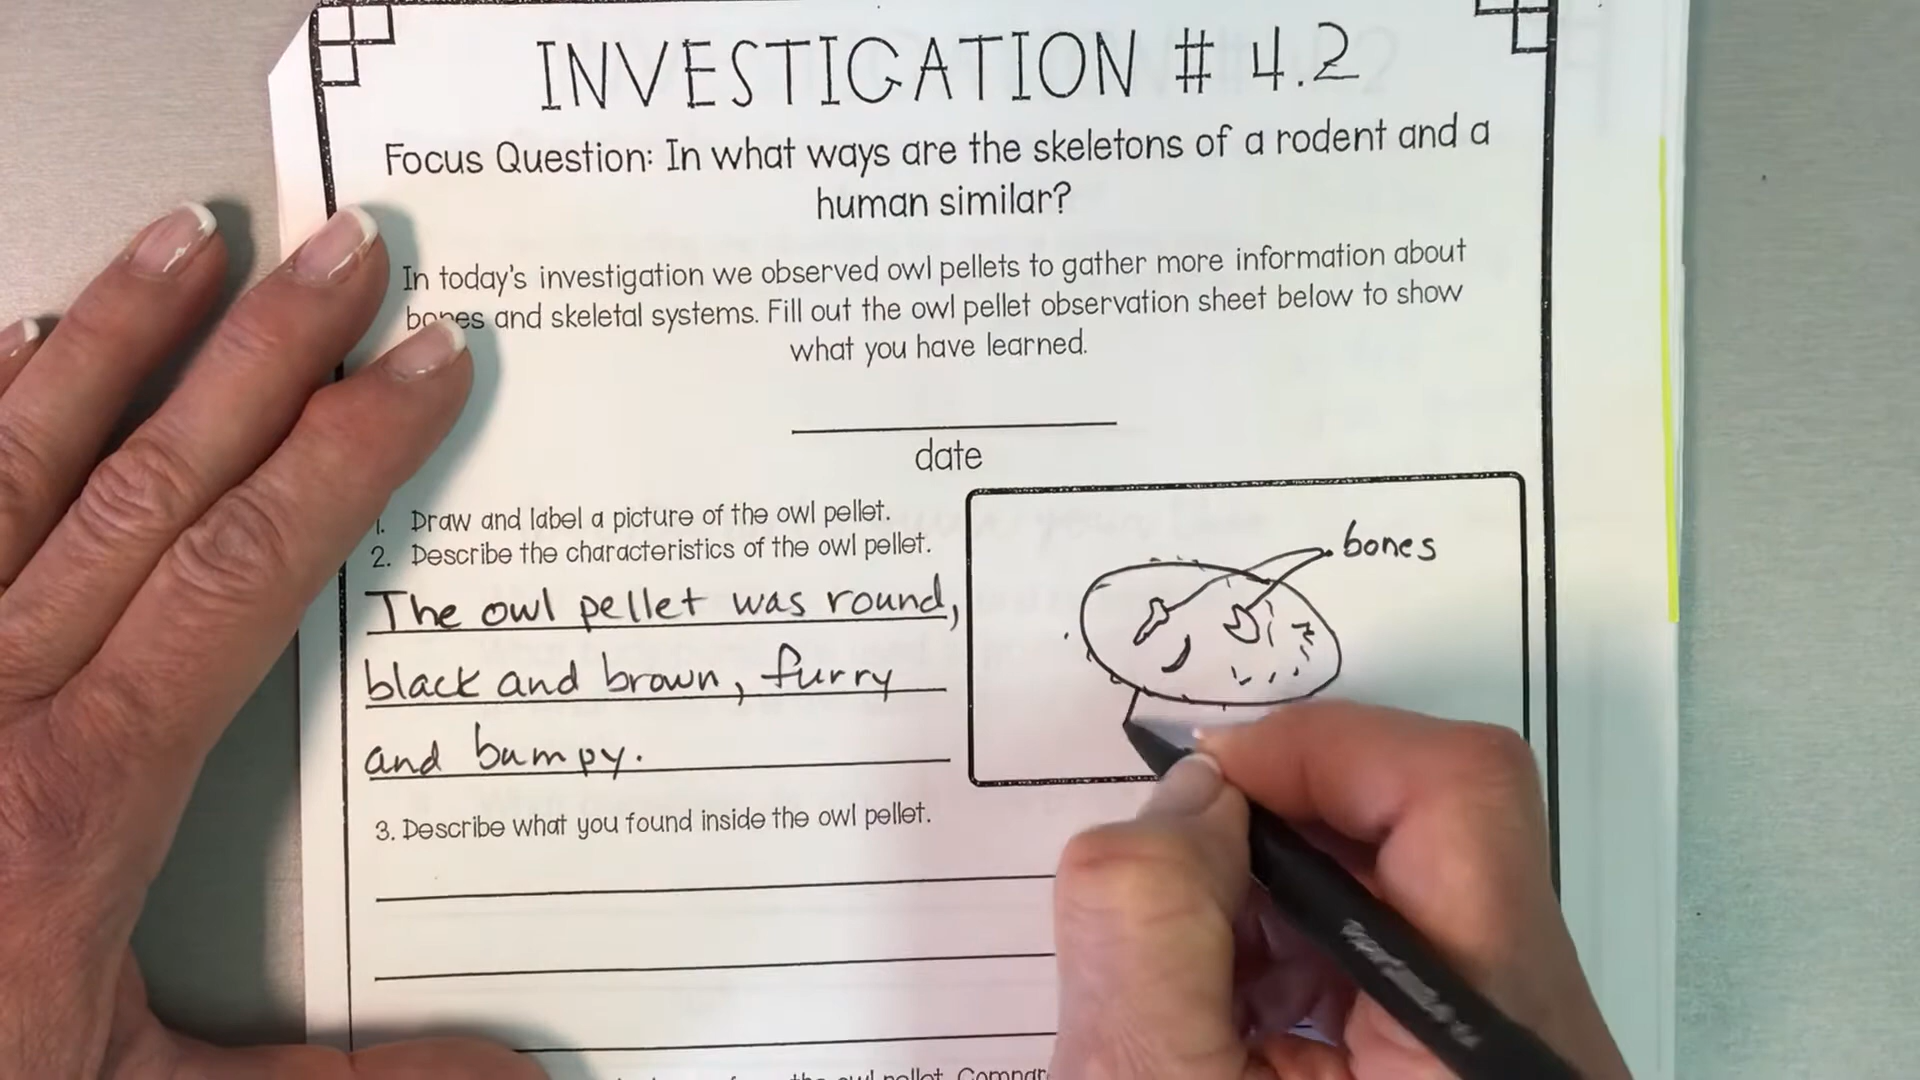 INVESTIGATION # 4.2
Focus Question: In what ways are the skeletons of a rodent and a
human similar?
In today's investigation we observed owl pellets to gather more information about
bones and skeletal systems. Fill out the owl pellet observation sheet below to show
what you have learned.
date
1. Draw and label a picture of the owl pellet.
2. Describe the characteristics of the owl pellet.
The owl pellet was round,
black and brown, furry
and bumpy.
bones
3. Describe what you found inside the owl pellet.
the owl pellet.